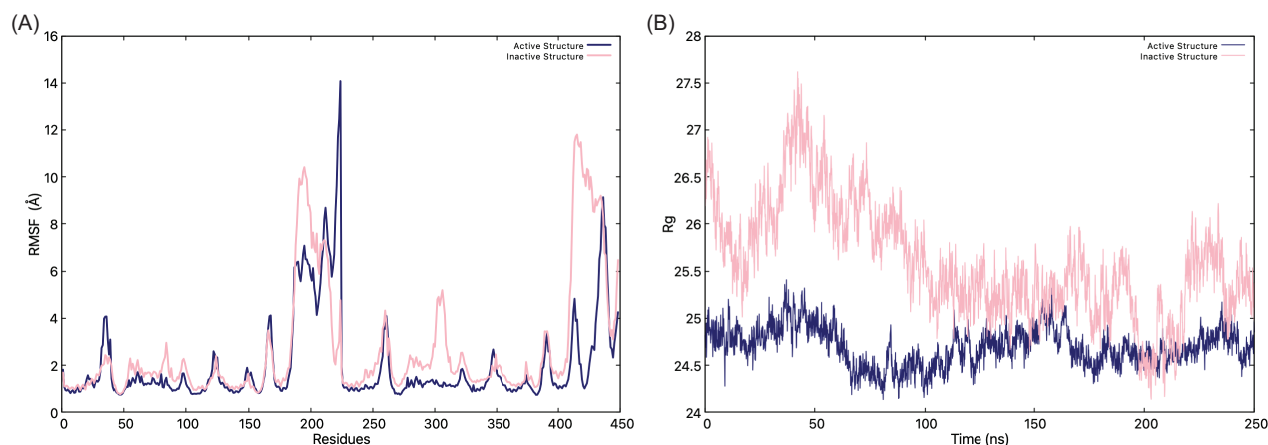 (A)
16
14
12
10
8
6
4
2
0
RMSF (Å)
Active Structure
Inactive Structure
0 50 100 150 200 250 300 350 400 450
Residues
(B)
28
27.5
27
26.5
26
25.5
25
24.5
24
Rg
Active Structure
Inactive Structure
0 50 100 150 200 250
Time (ns)